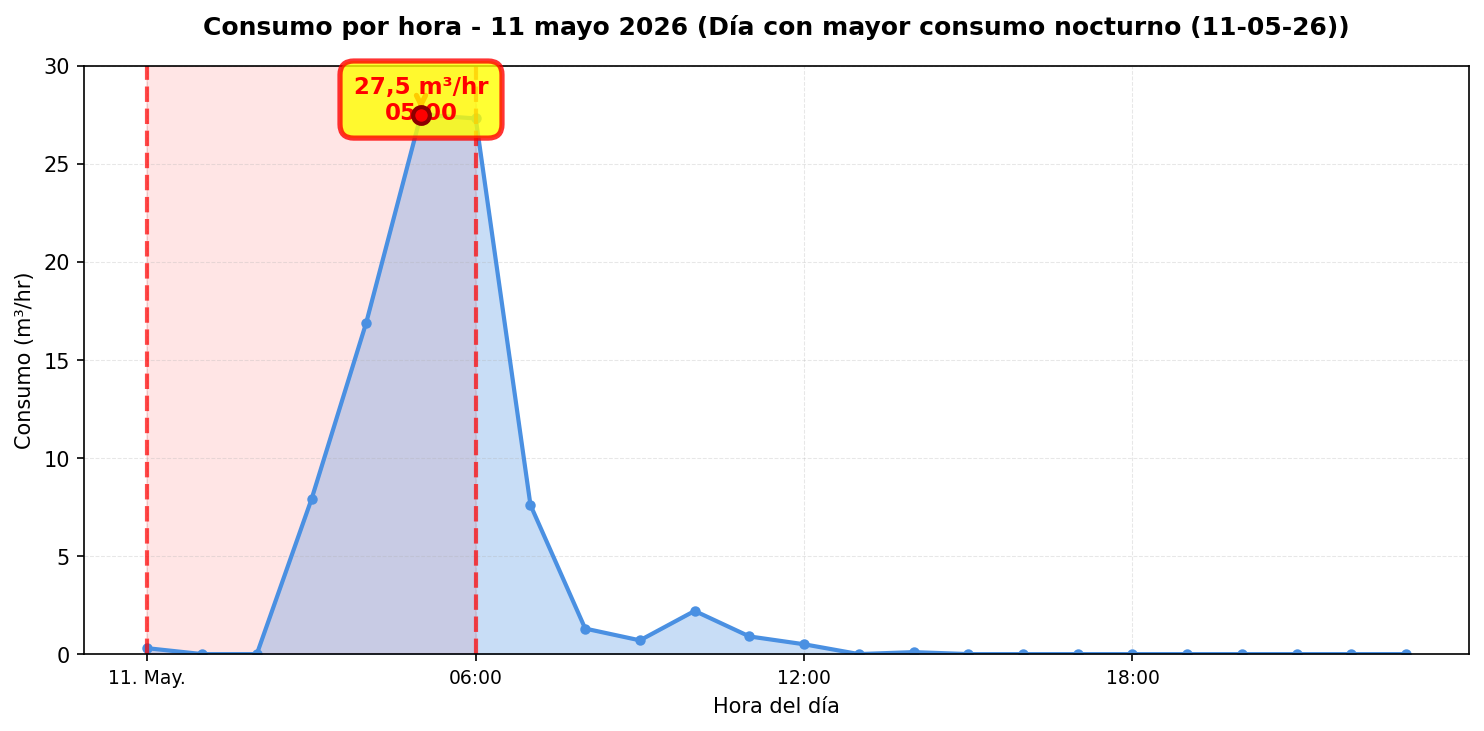 Consumo por hora - 11 mayo 2026 (Día con mayor consumo nocturno (11-05-26))
27,5 m³/hr
05:00
Consumo (m³/hr)
30
25
20
15
10
5
0
11. May.
06:00
12:00
18:00
Hora del día